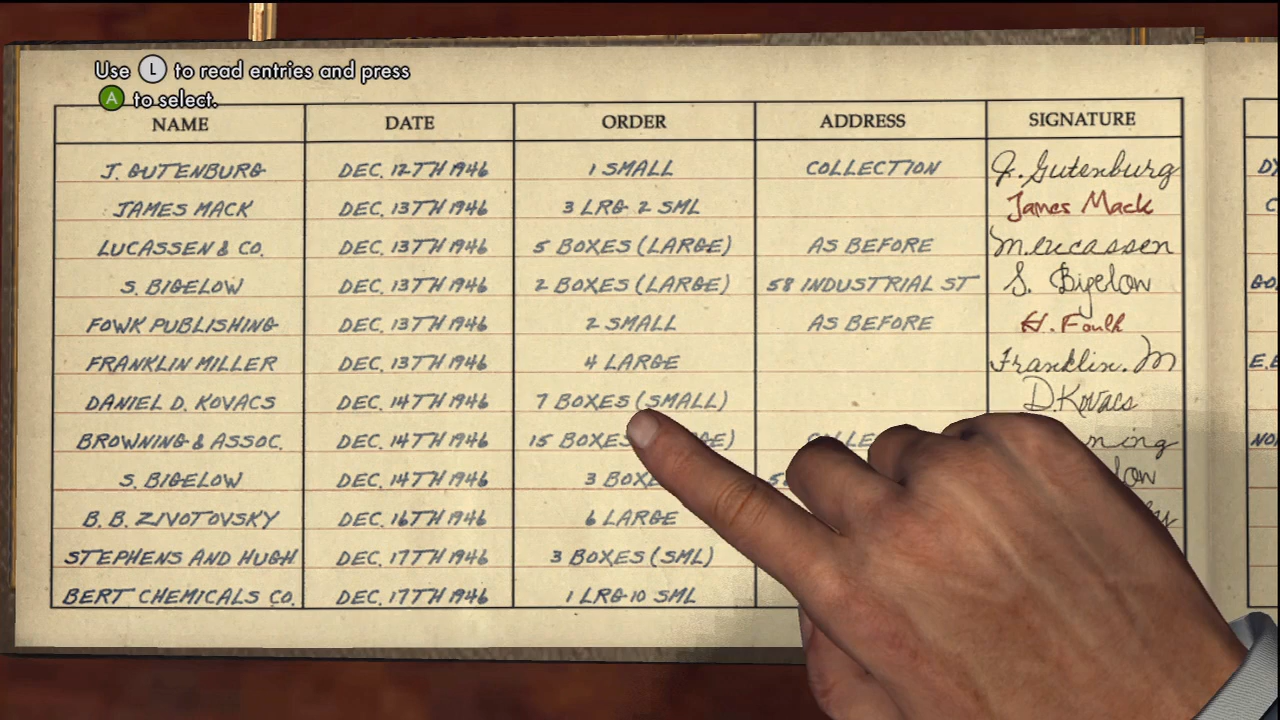 Use L to read entries and press
A to select.
NAME DATE ORDER ADDRESS SIGNATURE
J. GUTENBURG DEC. 12TH 1946 1 SMALL COLLECTION J. Gutenburg
JAMES MACK DEC. 13TH 1946 3 LRG 2 SML James Mack
LUCASSEN & CO. DEC. 13TH 1946 5 BOXES (LARGE) AS BEFORE M. Lucassen
S. BIGELOW DEC. 13TH 1946 2 BOXES (LARGE) 58 INDUSTRIAL ST S. Bigelow
FOWK PUBLISHING DEC. 13TH 1946 2 SMALL AS BEFORE
FRANKLIN MILLER DEC. 13TH 1946 4 LARGE Franklin. M
DANIEL D. KOVACS DEC. 14TH 1946 7 BOXES (SMALL) D. Kovacs
BROWNING & ASSOC. DEC. 14TH 1946 15 BOXES
S. BIGELOW DEC. 14TH 1946 3
B. B. ZIVOTOVSKY DEC. 16TH 1946 6 LARGE
STEPHENS AND HUGH DEC. 17TH 1946 3 BOXES (SML)
BERT CHEMICALS CO. DEC. 17TH 1946 1 LRG 10 SML